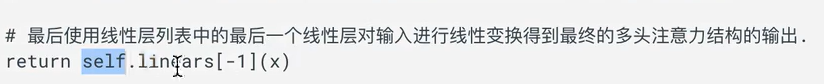 # 最后使用线性层列表中的最后一个线性层对输入进行线性变换得到最终的多头注意力结构的输出.
return self.linears[-1](x)